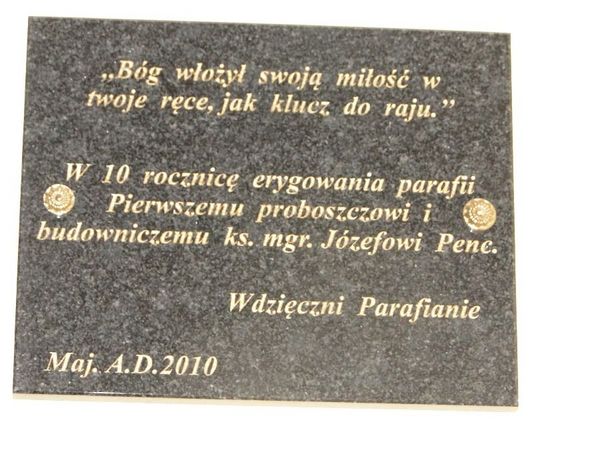 „Bóg włożył swoją miłość w
twoje ręce, jak klucz do raju.”
W 10 rocznicę erygowania parafii
Pierwszemu proboszczowi i
budowniczemu ks. mgr. Józefowi Penc.
Wdzięczni Parafianie
Maj. A.D.2010